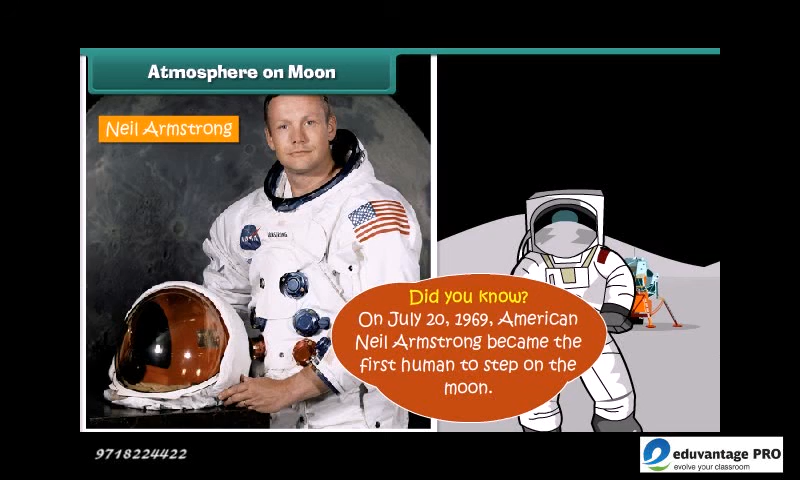 Atmosphere on Moon
Neil Armstrong
NASA
Did you know?
On July 20, 1969, American
Neil Armstrong became the
first human to step on the
moon.
9718224422
eduvantage PRO
evolve your classroom